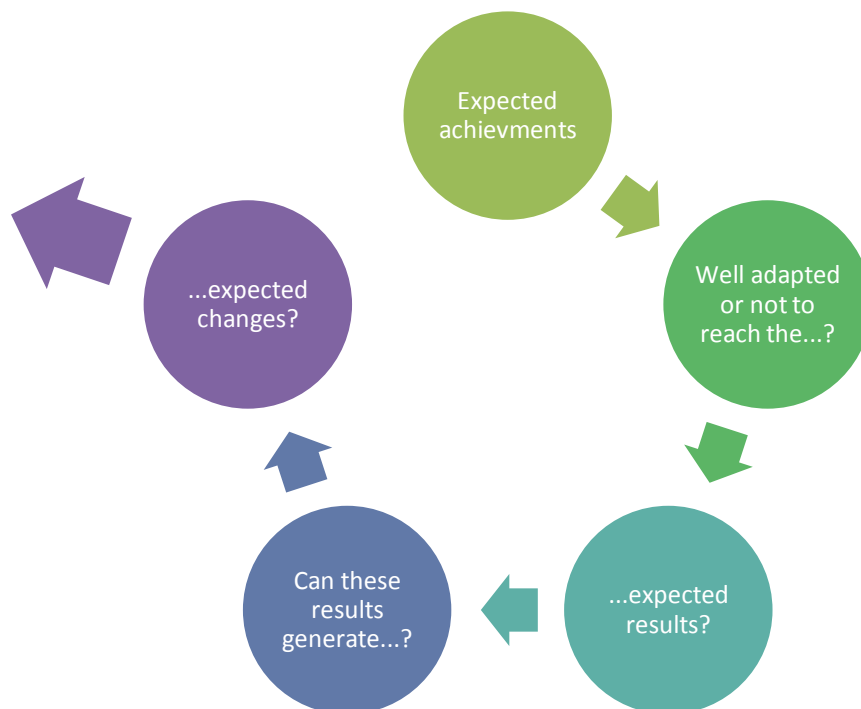 Expected
achievments
Well adapted
or not to
reach the...?
...expected
results?
Can these
results
generate...?
...expected
changes?